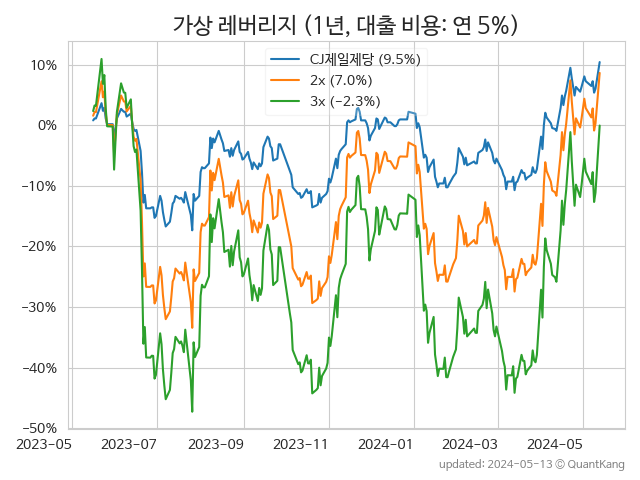 가상 레버리지 (1년, 대출 비용: 연 5%)
CJ제일제당 (9.5%)
2x (7.0%)
3x (−2.3%)
10%
0%
−10%
−20%
−30%
−40%
−50%
2023-05
2023-07
2023-09
2023-11
2024-01
2024-03
2024-05
updated: 2024-05-13 © QuantKang